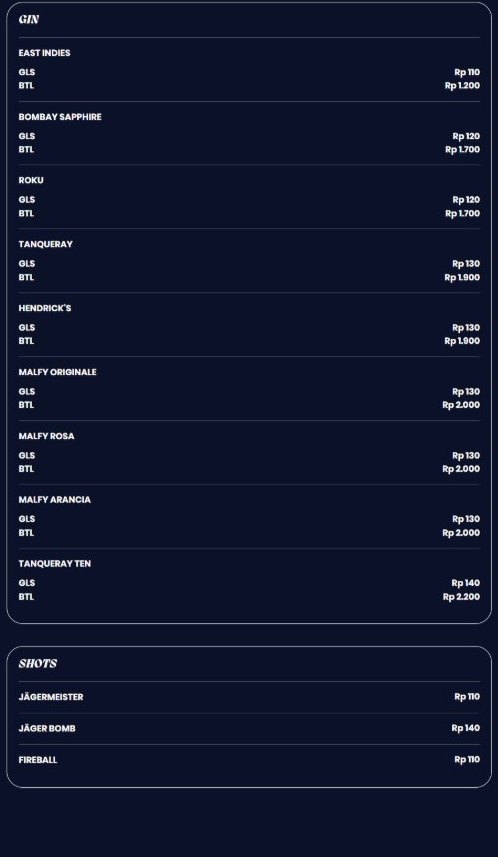 GIN
EAST INDIES
GLS Rp 110
BTL Rp 1.200
BOMBAY SAPPHIRE
GLS Rp 120
BTL Rp 1.700
ROKU
GLS Rp 120
BTL Rp 1.700
TANQUERAY
GLS Rp 130
BTL Rp 1.900
HENDRICK'S
GLS Rp 130
BTL Rp 1.900
MALFY ORIGINALE
GLS Rp 130
BTL Rp 2.000
MALFY ROSA
GLS Rp 130
BTL Rp 2.000
MALFY ARANCIA
GLS Rp 130
BTL Rp 2.000
TANQUERAY TEN
GLS Rp 140
BTL Rp 2.200
SHOTS
JÄGERMEISTER Rp 110
JÄGER BOMB Rp 140
FIREBALL Rp 110